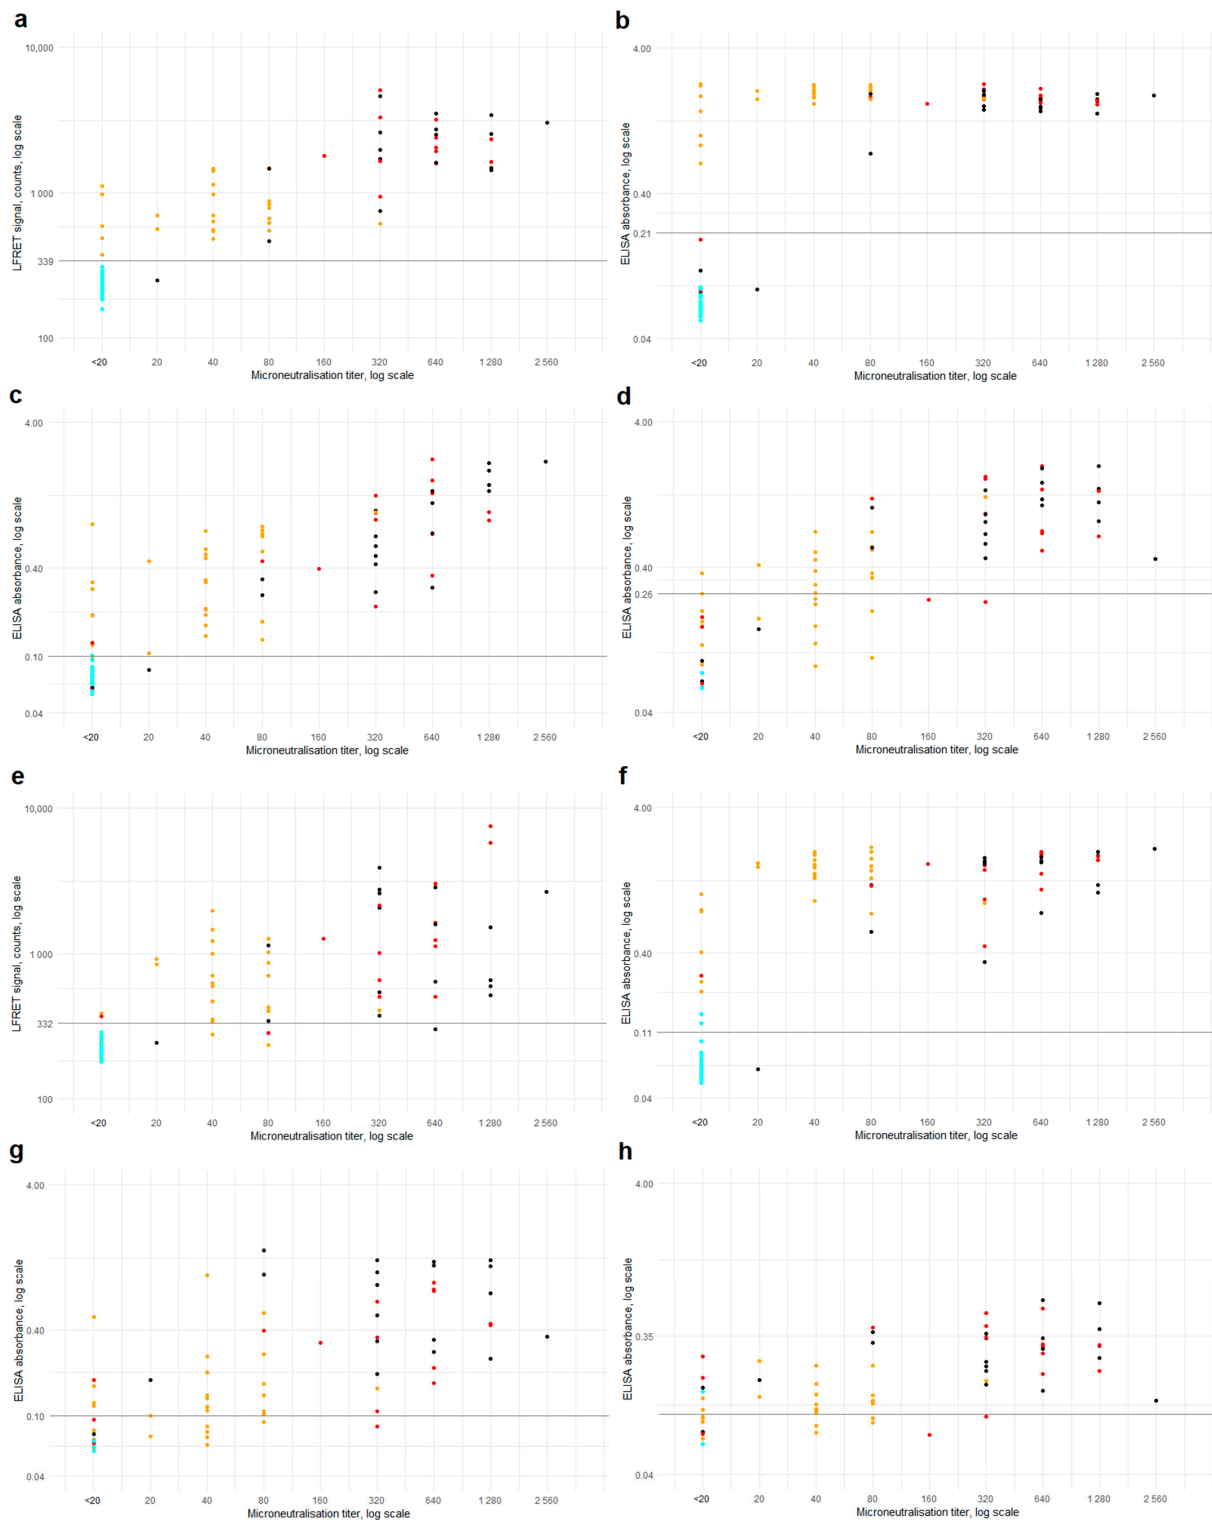 a
10,000
1 000
339
100
LFRET signal, counts, log scale
<20 20 40 80 160 320 640 1 280 2 560
Microneutralisation titer, log scale
b
4.00
0.40
0.21
0.04
ELISA absorbance, log scale
<20 20 40 80 160 320 640 1 280 2 560
Microneutralisation titer, log scale
c
4.00
0.40
0.10
0.04
ELISA absorbance, log scale
<20 20 40 80 160 320 640 1 280 2 560
Microneutralisation titer, log scale
d
4.00
0.40
0.26
0.04
ELISA absorbance, log scale
<20 20 40 80 160 320 640 1 280 2 560
Microneutralisation titer, log scale
e
10,000
1 000
332
100
LFRET signal, counts, log scale
<20 20 40 80 160 320 640 1 280 2 560
Microneutralisation titer, log scale
f
4.00
0.40
0.11
0.04
ELISA absorbance, log scale
<20 20 40 80 160 320 640 1 280 2 560
Microneutralisation titer, log scale
g
4.00
0.40
0.10
0.04
ELISA absorbance, log scale
<20 20 40 80 160 320 640 1 280 2 560
Microneutralisation titer, log scale
h
4.00
0.35
0.04
ELISA absorbance, log scale
<20 20 40 80 160 320 640 1 280 2 560
Microneutralisation titer, log scale